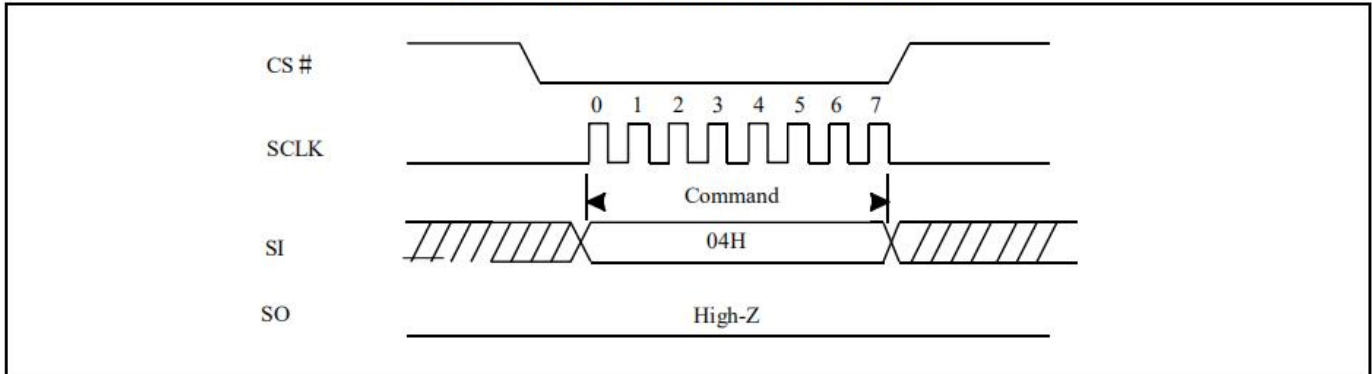 CS #
0 1 2 3 4 5 6 7
SCLK
Command
SI
04H
SO
High-Z